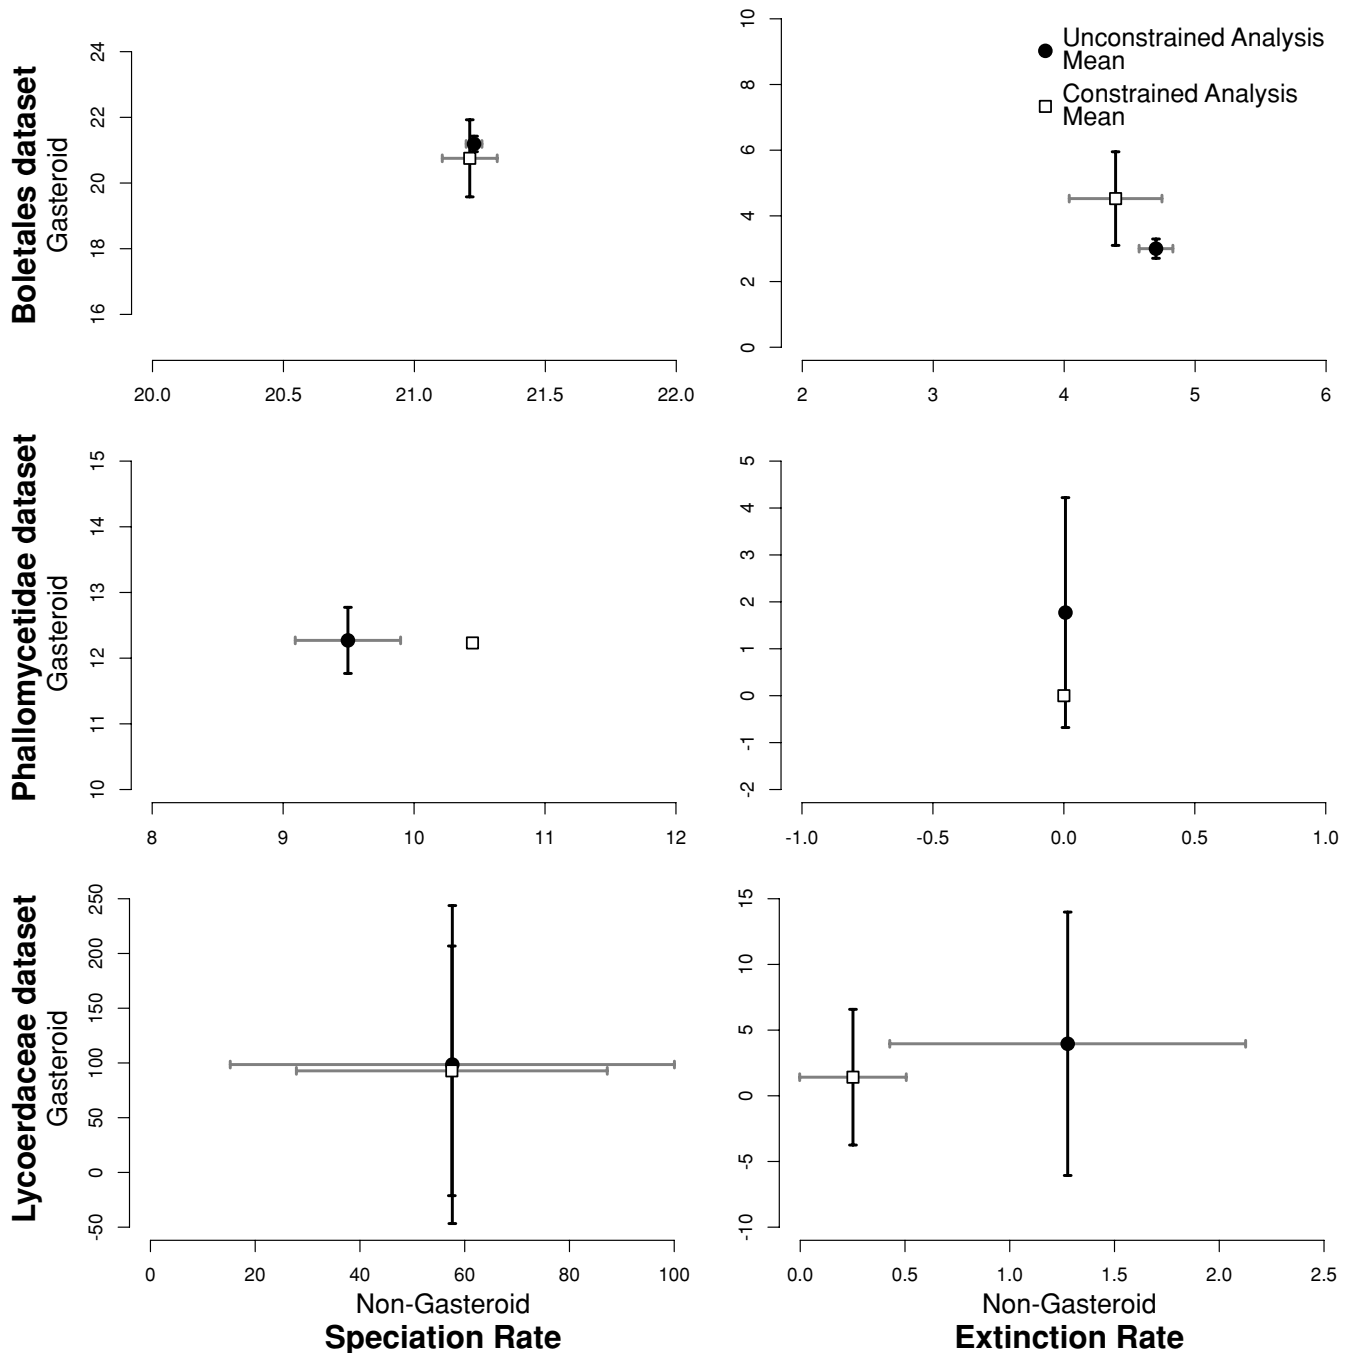 Boletales dataset
Gasteroid
24
22
20
18
16
20.0 20.5 21.0 21.5 22.0
10
8
6
4
2
0
2 3 4 5 6
Unconstrained Analysis
Mean
Constrained Analysis
Mean
Phallomycetidae dataset
Gasteroid
15
14
13
12
11
10
8 9 10 11 12
5
4
3
2
1
0
-1
-2
-1.0 -0.5 0.0 0.5 1.0
Lycoerdaceae dataset
Gasteroid
250
200
150
100
50
0
-50
0 20 40 60 80 100
Non-Gasteroid
Speciation Rate
15
10
5
0
-5
-10
0.0 0.5 1.0 1.5 2.0 2.5
Non-Gasteroid
Extinction Rate